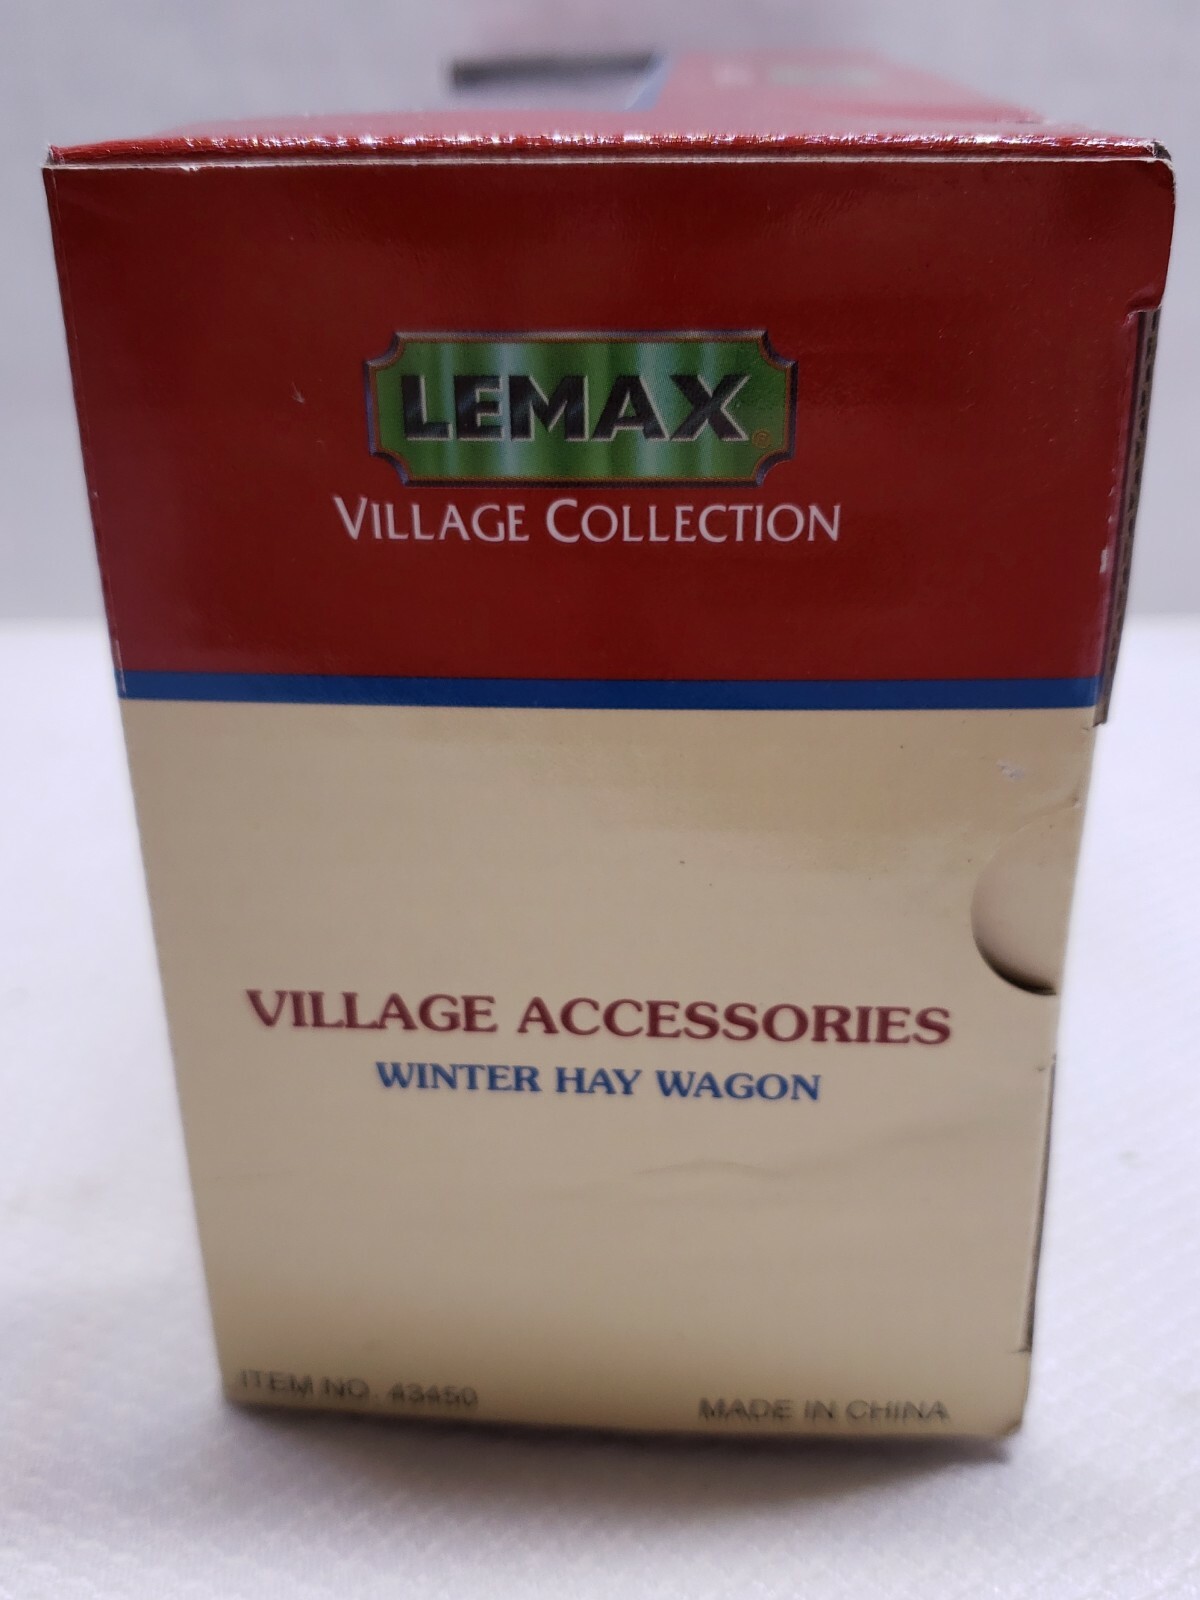 LEMAX®
VILLAGE COLLECTION
VILLAGE ACCESSORIES
WINTER HAY WAGON
ITEM NO. 43450
MADE IN CHINA